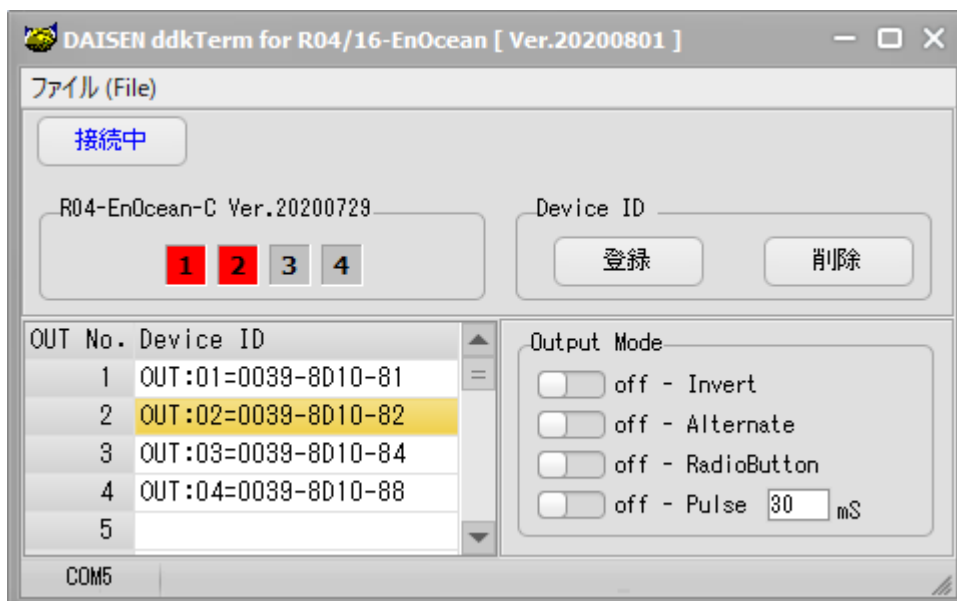 DAISEN ddkTerm for R04/16-EnOcean [ Ver.20200801 ]
ファイル (File)
接続中
R04-EnOcean-C Ver.20200729
1 2 3 4
Device ID
登録 削除
OUT No. Device ID
1 OUT:01=0039-8D10-81
2 OUT:02=0039-8D10-82
3 OUT:03=0039-8D10-84
4 OUT:04=0039-8D10-88
5
Output Mode
off - Invert
off - Alternate
off - RadioButton
off - Pulse 30 mS
COM5